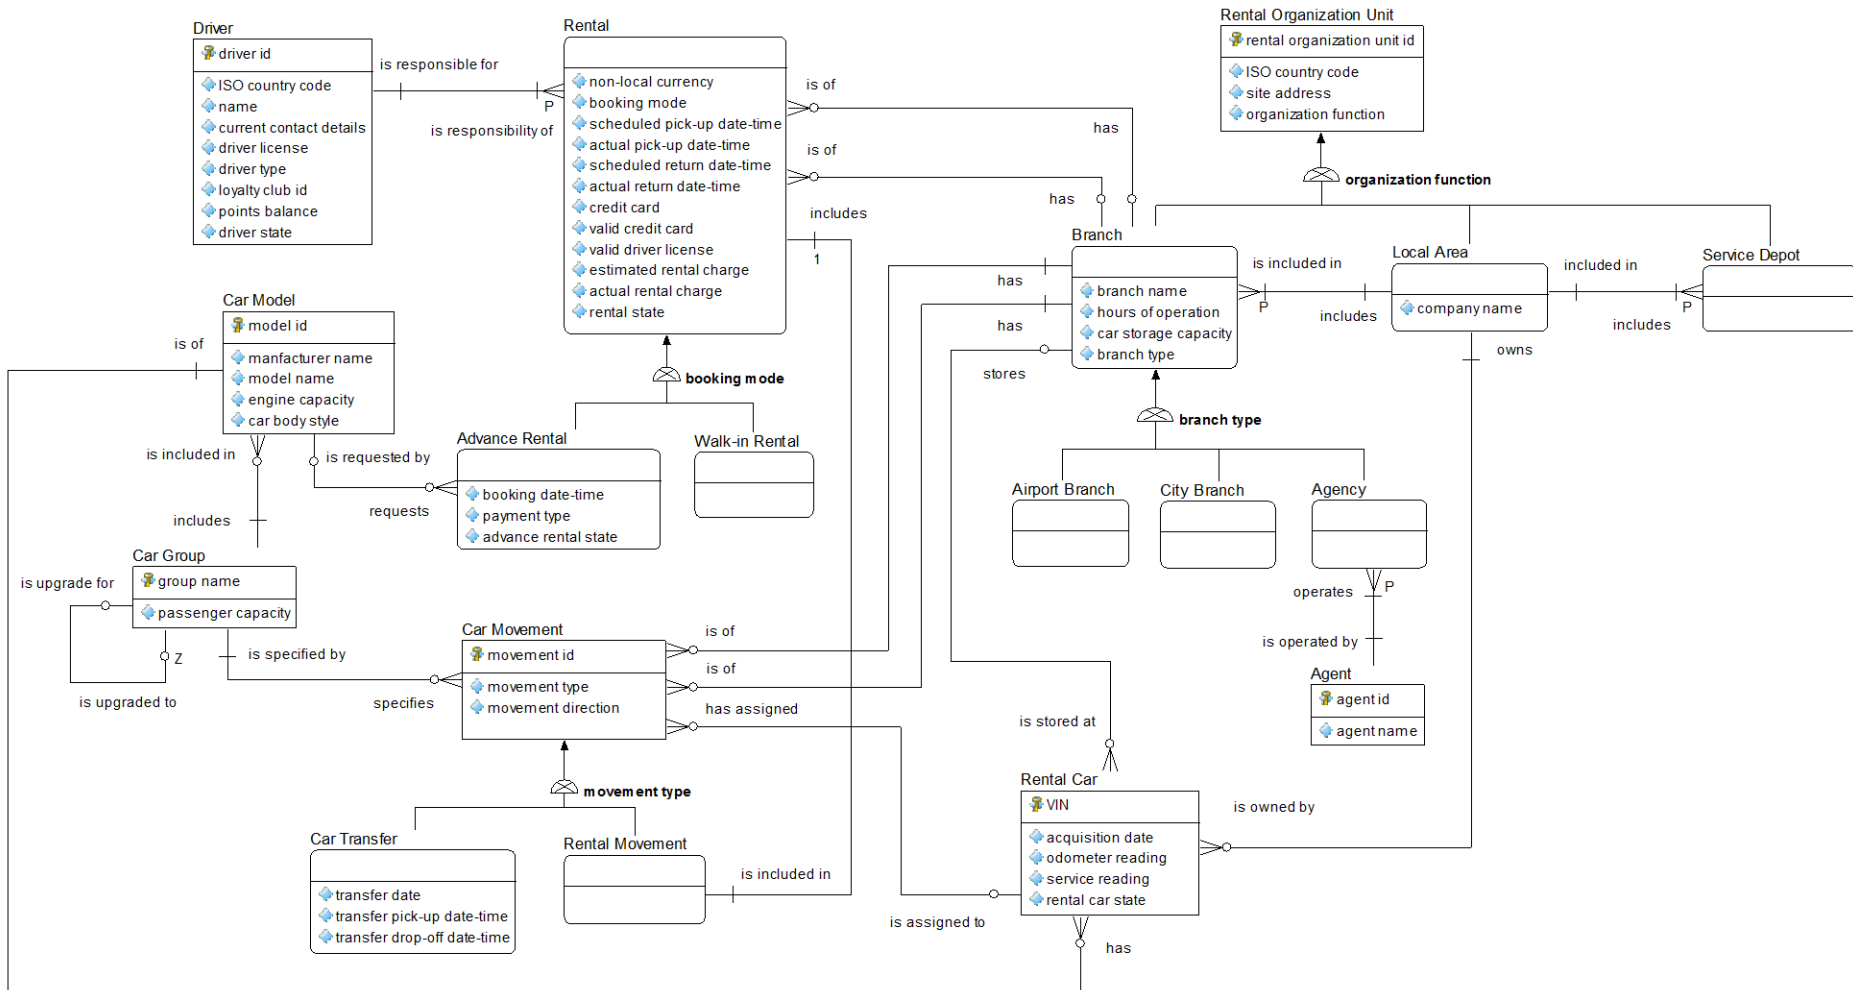 Driver
driver id
ISO country code
name
current contact details
driver license
driver type
loyalty club id
points balance
driver state
is responsible for
P
is responsibility of
Rental
non-local currency
booking mode
scheduled pick-up date-time
actual pick-up date-time
scheduled return date-time
actual return date-time
credit card
valid credit card
valid driver license
estimated rental charge
actual rental charge
rental state
is of
has
is of
has
includes
1
Rental Organization Unit
rental organization unit id
ISO country code
site address
organization function
organization function
Branch
branch name
hours of operation
car storage capacity
branch type
is included in
P
includes
Local Area
company name
included in
P
includes
Service Depot
has
has
stores
owns
Car Model
model id
manfacturer name
model name
engine capacity
car body style
is of
booking mode
Advance Rental
booking date-time
payment type
advance rental state
Walk-in Rental
is requested by
requests
is included in
includes
branch type
Airport Branch
City Branch
Agency
operates
P
is operated by
Agent
agent id
agent name
Car Group
group name
passenger capacity
is upgrade for
Z
is upgraded to
is specified by
specifies
Car Movement
movement id
movement type
movement direction
is of
is of
has assigned
is stored at
movement type
Car Transfer
transfer date
transfer pick-up date-time
transfer drop-off date-time
Rental Movement
is included in
Rental Car
VIN
acquisition date
odometer reading
service reading
rental car state
is owned by
is assigned to
has